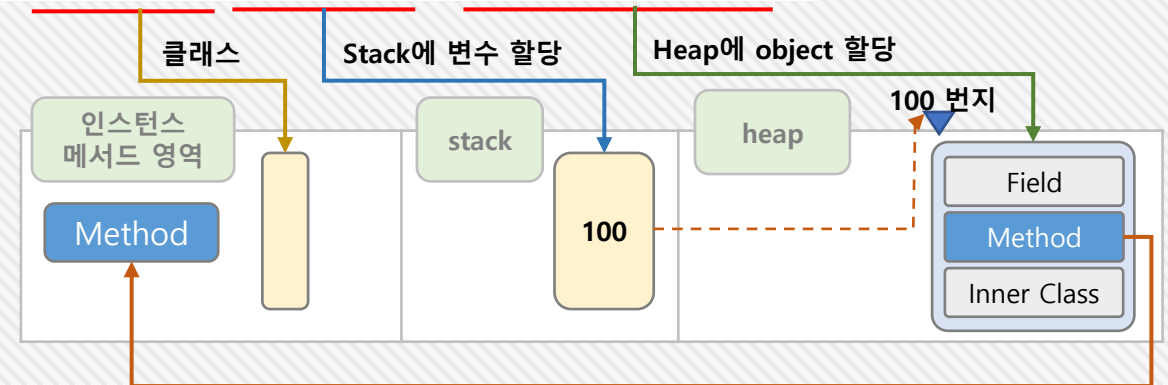 클래스
Stack에 변수 할당
Heap에 object 할당
100 번지
인스턴스
메서드 영역
stack
heap
Method
100
Field
Method
Inner Class